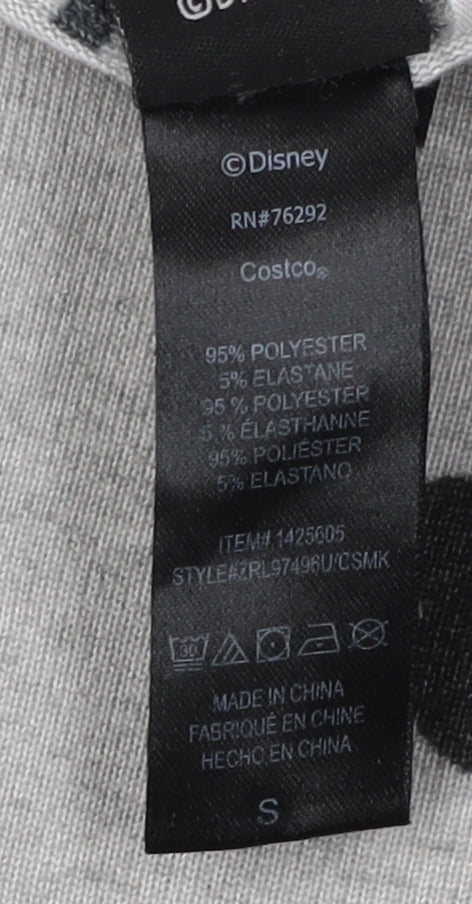 ©Disney
RN#76292
Costco®
95% POLYESTER
5% ELASTANE
95 % POLYESTER
5 % ÉLASTHANNE
95% POLIÉSTER
5% ELASTANO
ITEM# 1425605
STYLE#ZRL97496U/CSMK
30
MADE IN CHINA
FABRIQUÉ EN CHINE
HECHO EN CHINA
S